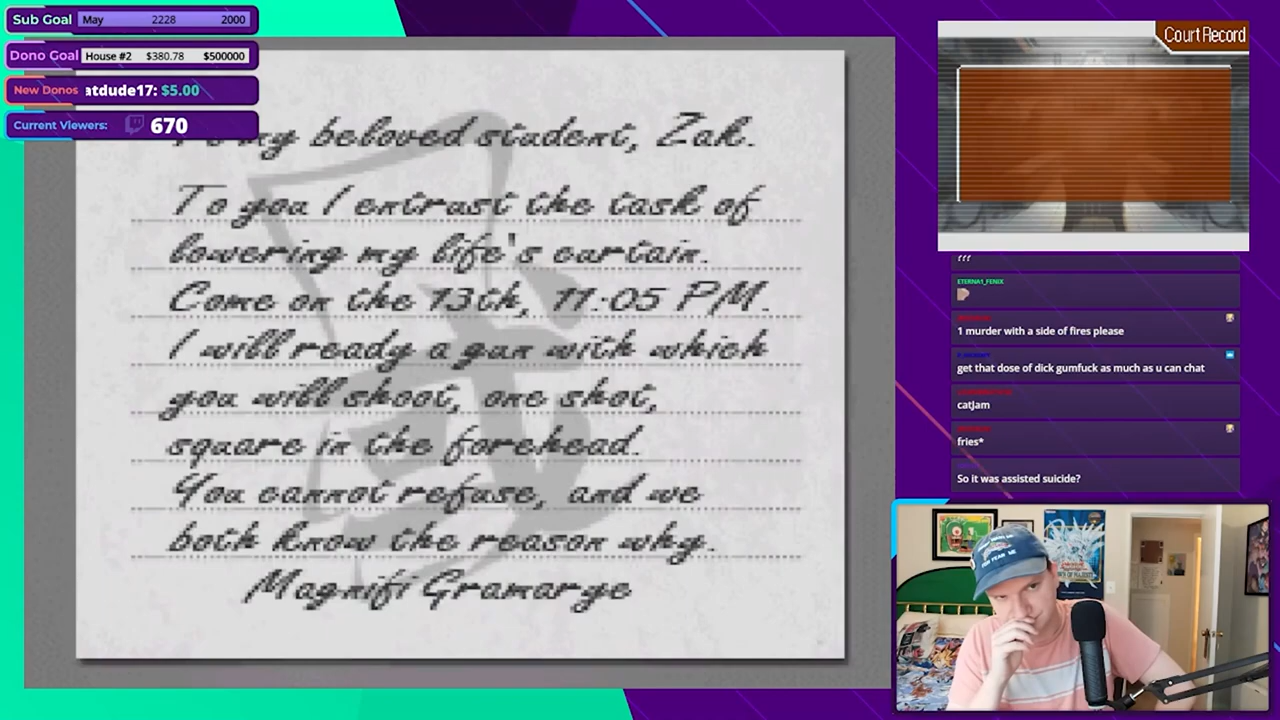 Sub Goal May 2228 2000
Dono Goal House #2 $380.78 $500000
New Donos atdude17: $5.00
Current Viewers: 670
my beloved student, Zak.
To you I entrust the task of
lowering my life's curtain.
Come on the 13th, 11:05 PM.
I will ready a gun with which
you will shoot, one shot,
square in the forehead.
You cannot refuse, and we
both know the reason why.
Magnifi Gramarye
Court Record
???
ETERNA1_FENIX
1 murder with a side of fires please
get that dose of dick gumfuck as much as u can chat
catJam
fries*
So it was assisted suicide?